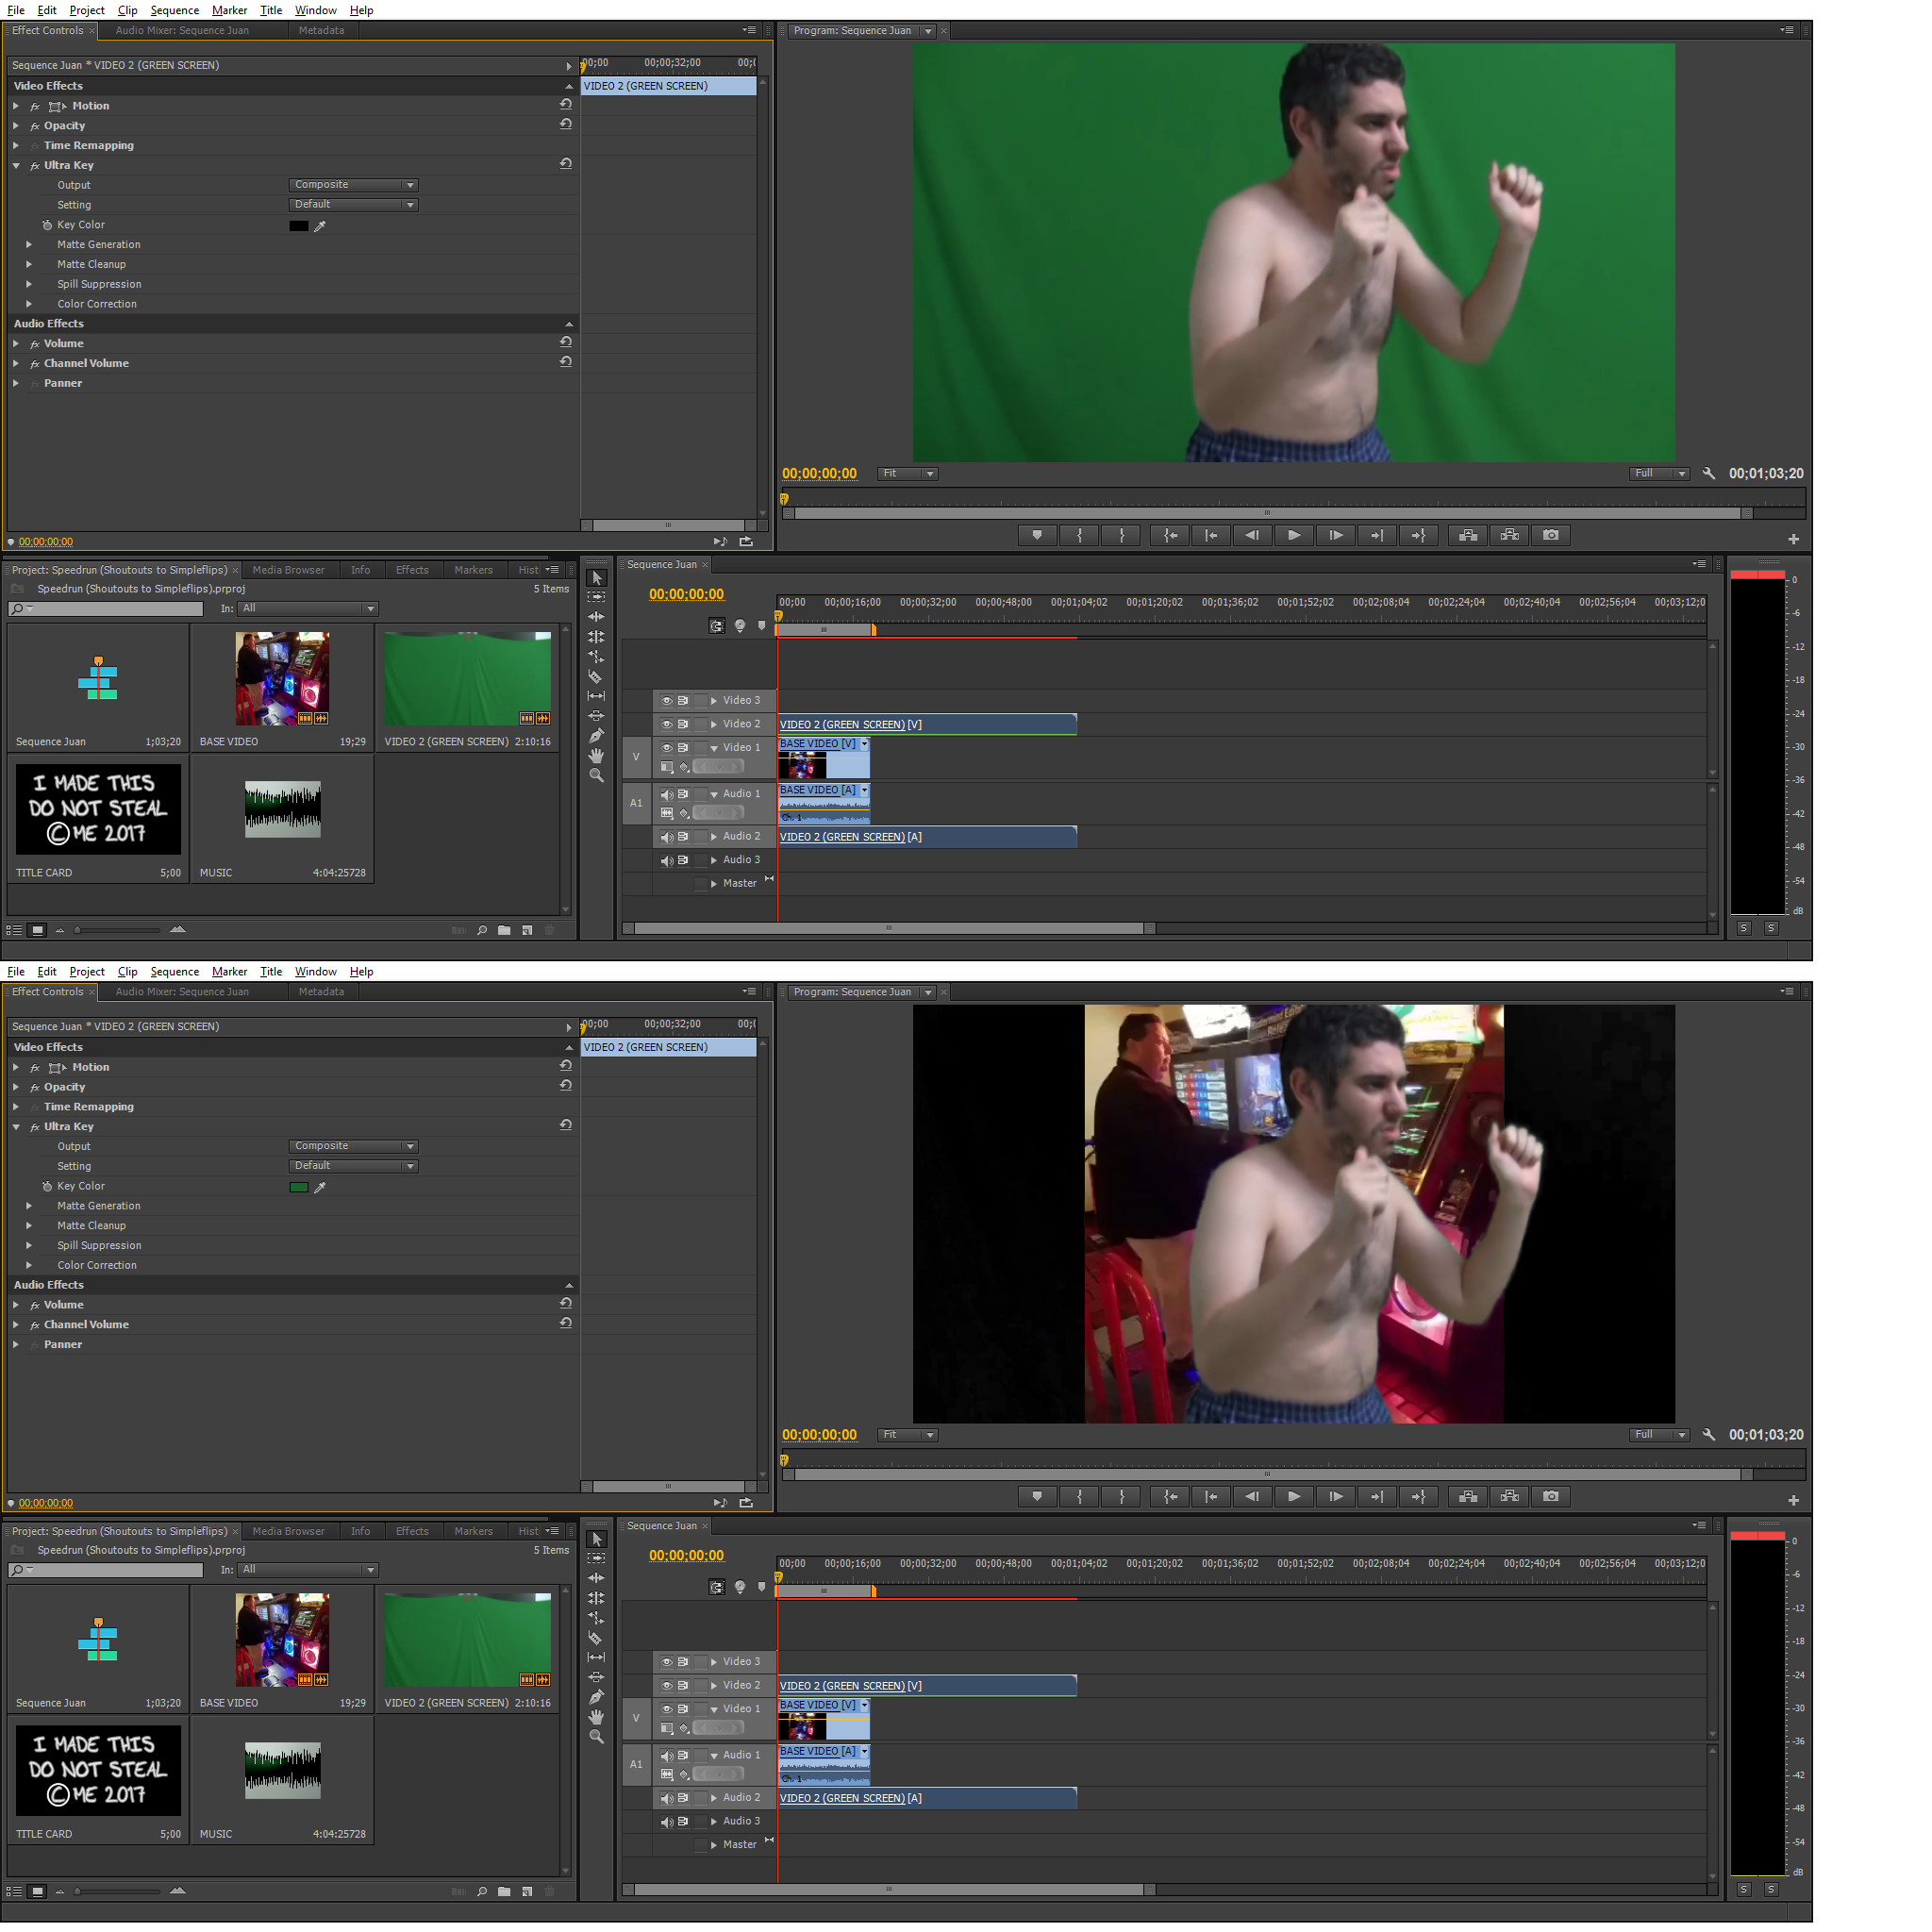 File Edit Project Clip Sequence Marker Title Window Help
Effect Controls Audio Mixer: Sequence Juan Metadata
Sequence Juan * VIDEO 2 (GREEN SCREEN)
00;00 00;00;32;00
Video Effects
VIDEO 2 (GREEN SCREEN)
fx Motion
fx Opacity
Time Remapping
fx Ultra Key
Output Composite
Setting Default
Key Color
Matte Generation
Matte Cleanup
Spill Suppression
Color Correction
Audio Effects
fx Volume
fx Channel Volume
Panner
00;00;00;00
Program: Sequence Juan
00;00;00;00 Fit Full 00;01;03;20
Project: Speedrun (Shoutouts to Simpleflips) Media Browser Info Effects Markers Hist
Speedrun (Shoutouts to Simpleflips).prproj 5 Items
In: All
Sequence Juan 1;03;20
BASE VIDEO 19;29
VIDEO 2 (GREEN SCREEN) 2:10:16
I MADE THIS
DO NOT STEAL
© ME 2017
TITLE CARD 5;00
MUSIC 4:04:25728
Sequence Juan
00;00;00;00
00;00 00;00;16;00 00;00;32;00 00;00;48;00 00;01;04;02 00;01;20;02 00;01;36;02 00;01;52;02 00;02;08;04 00;02;24;04 00;02;40;04 00;02;56;04 00;03;12;0
Video 3
Video 2 VIDEO 2 (GREEN SCREEN) [V]
V Video 1 BASE VIDEO [V]
A1 Audio 1 BASE VIDEO [A]
Ch. 1
Audio 2 VIDEO 2 (GREEN SCREEN) [A]
Audio 3
Master
0
-6
-12
-18
-24
-30
-36
-42
-48
-54
dB
S S
File Edit Project Clip Sequence Marker Title Window Help
Effect Controls Audio Mixer: Sequence Juan Metadata
Sequence Juan * VIDEO 2 (GREEN SCREEN)
00;00 00;00;32;00
Video Effects
VIDEO 2 (GREEN SCREEN)
fx Motion
fx Opacity
Time Remapping
fx Ultra Key
Output Composite
Setting Default
Key Color
Matte Generation
Matte Cleanup
Spill Suppression
Color Correction
Audio Effects
fx Volume
fx Channel Volume
Panner
00;00;00;00
Program: Sequence Juan
00;00;00;00 Fit Full 00;01;03;20
Project: Speedrun (Shoutouts to Simpleflips) Media Browser Info Effects Markers Hist
Speedrun (Shoutouts to Simpleflips).prproj 5 Items
In: All
Sequence Juan 1;03;20
BASE VIDEO 19;29
VIDEO 2 (GREEN SCREEN) 2:10:16
I MADE THIS
DO NOT STEAL
© ME 2017
TITLE CARD 5;00
MUSIC 4:04:25728
Sequence Juan
00;00;00;00
00;00 00;00;16;00 00;00;32;00 00;00;48;00 00;01;04;02 00;01;20;02 00;01;36;02 00;01;52;02 00;02;08;04 00;02;24;04 00;02;40;04 00;02;56;04 00;03;12;0
Video 3
Video 2 VIDEO 2 (GREEN SCREEN) [V]
V Video 1 BASE VIDEO [V]
A1 Audio 1 BASE VIDEO [A]
Ch. 1
Audio 2 VIDEO 2 (GREEN SCREEN) [A]
Audio 3
Master
0
-6
-12
-18
-24
-30
-36
-42
-48
-54
dB
S S